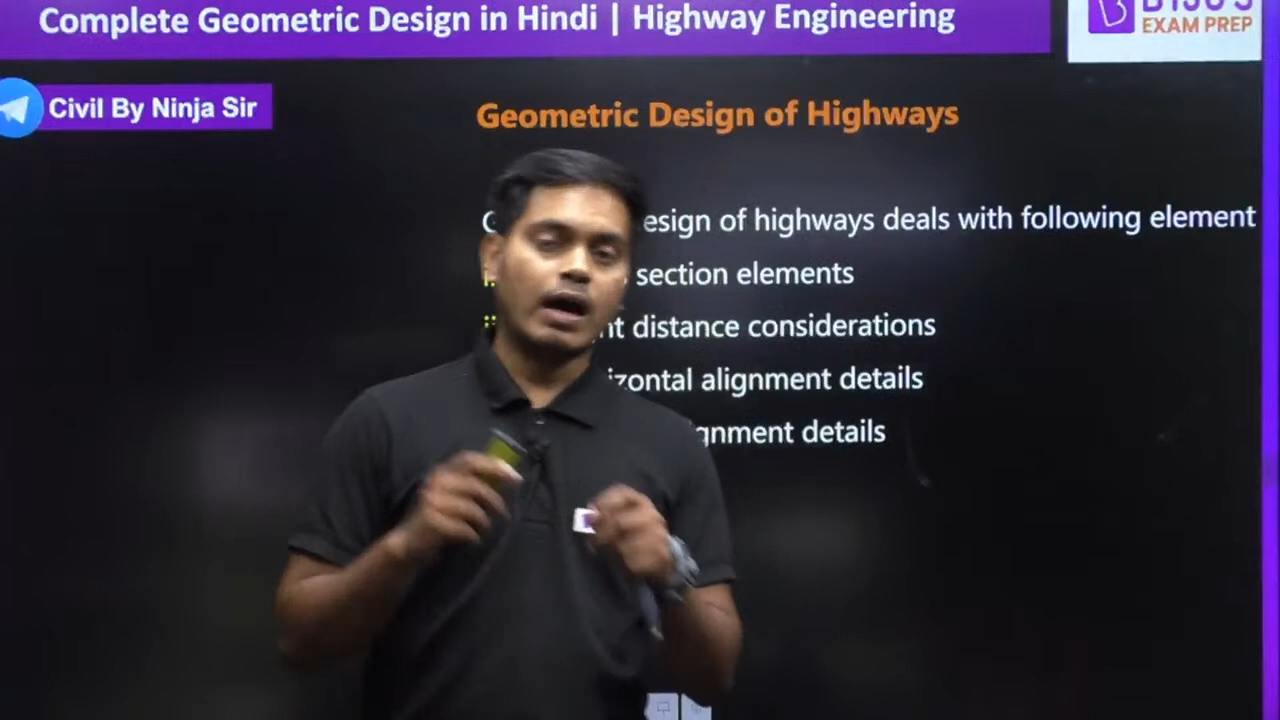 Complete Geometric Design in Hindi | Highway Engineering
BYJU'S
EXAM PREP
Civil By Ninja Sir
Geometric Design of Highways
esign of highways deals with following element
section elements
nt distance considerations
izontal alignment details
gnment details